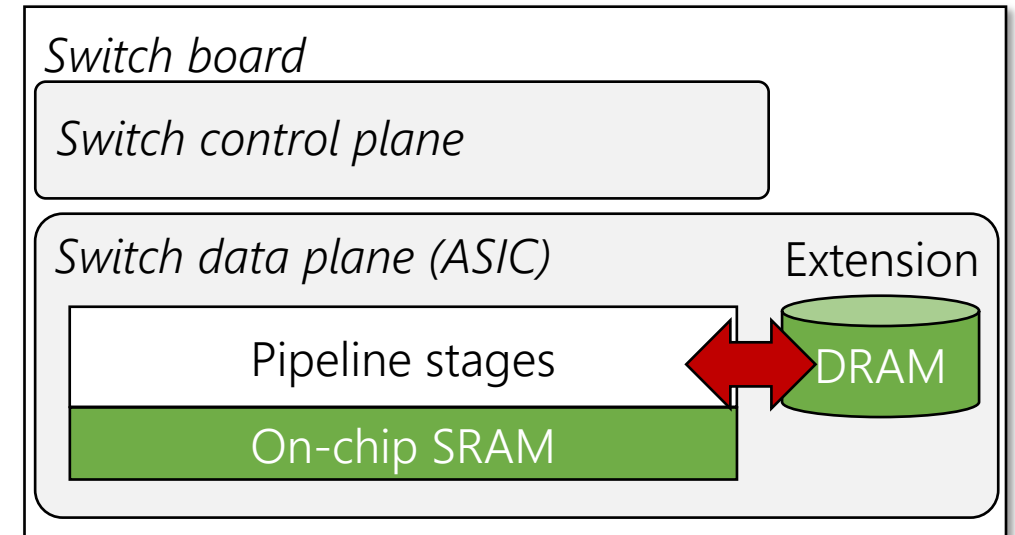 Switch board
Switch control plane
Switch data plane (ASIC)
Extension
Pipeline stages
DRAM
On-chip SRAM